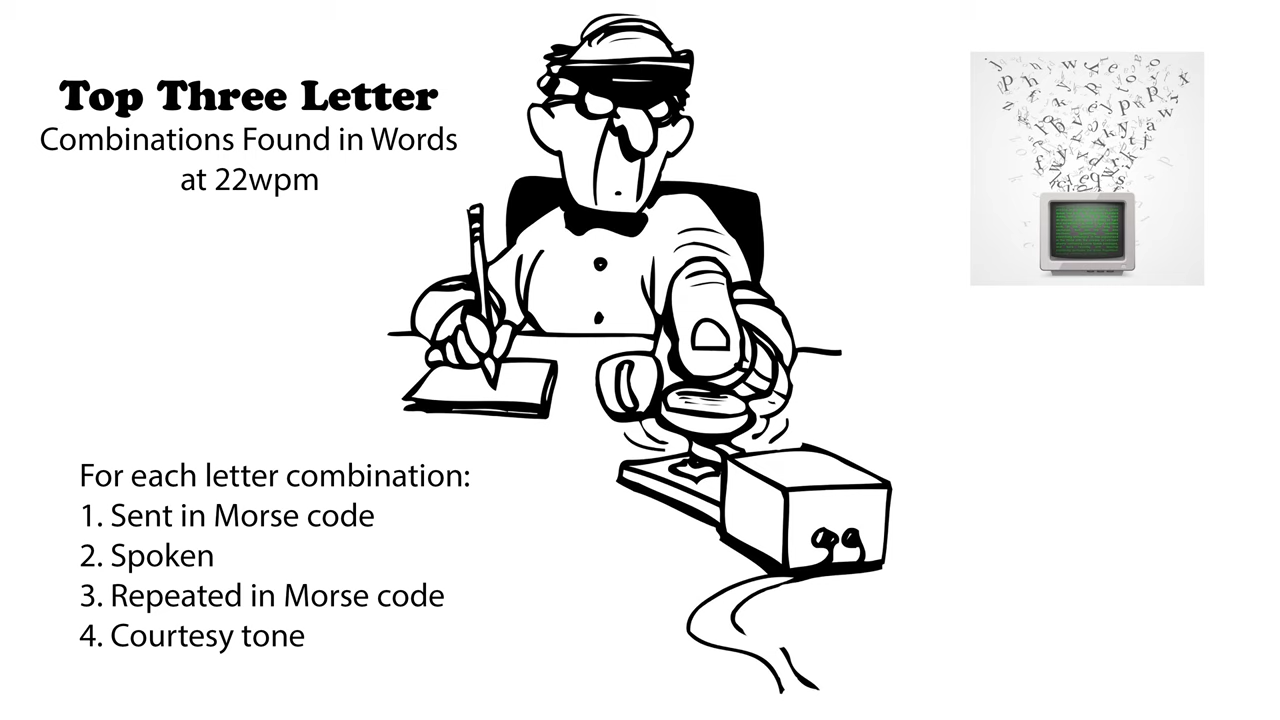 Top Three Letter
Combinations Found in Words
at 22wpm
For each letter combination:
1. Sent in Morse code
2. Spoken
3. Repeated in Morse code
4. Courtesy tone